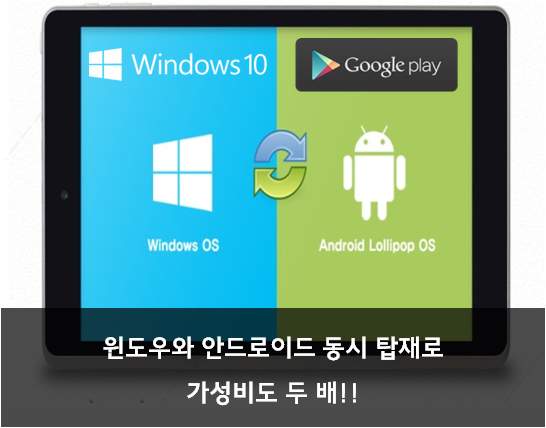 Windows 10
Google play
Windows OS
Android Lollipop OS
윈도우와 안드로이드 동시 탑재로
가성비도 두 배!!